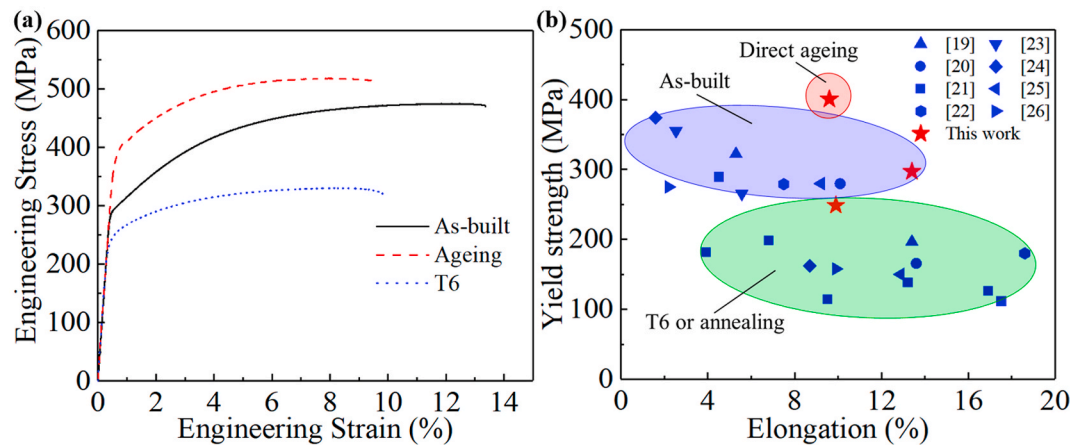 (a)
600
500
400
300
200
100
0
Engineering Stress (MPa)
As-built
Ageing
T6
0 2 4 6 8 10 12 14
Engineering Strain (%)
(b)
500
400
300
200
100
0
Yield strength (MPa)
Direct ageing
As-built
[19] [23]
[20] [24]
[21] [25]
[22] [26]
This work
T6 or annealing
0 4 8 12 16 20
Elongation (%)